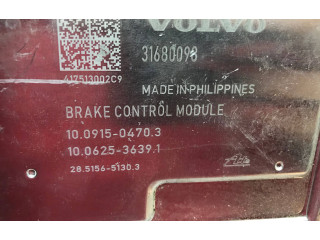 VOLVO
31680098
617513002C9
MADE IN PHILIPPINES
BRAKE CONTROL MODULE
10.0915-0470.3
10.0625-3639.1
28.5156-5130.3